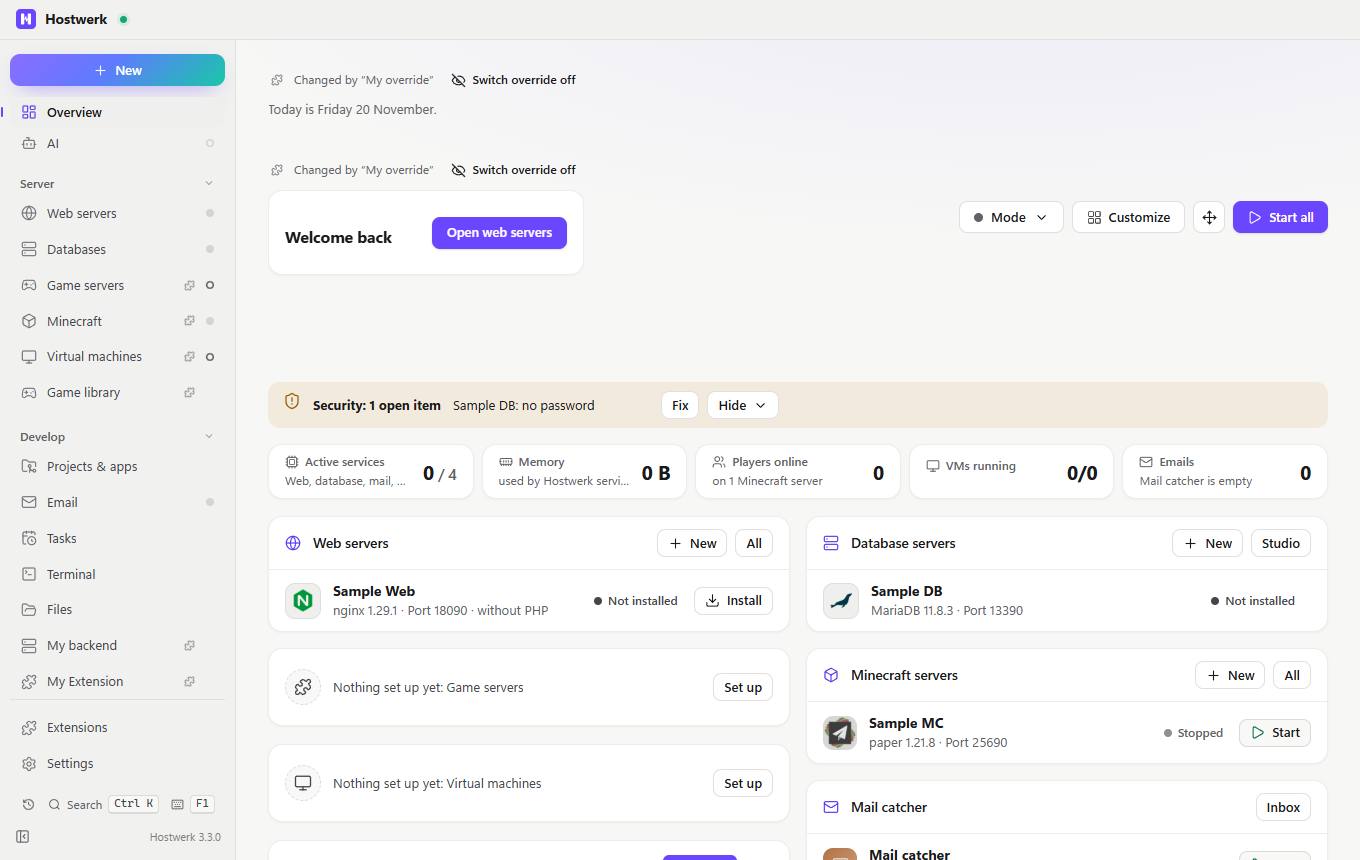 Hostwerk
New
Overview
AI
Server
Web servers
Databases
Game servers
Minecraft
Virtual machines
Game library
Develop
Projects & apps
Email
Tasks
Terminal
Files
My backend
My Extension
Extensions
Settings
Search Ctrl K F1
Hostwerk 3.3.0
Changed by “My override” Switch override off
Today is Friday 20 November.
Changed by “My override” Switch override off
Welcome back Open web servers
Mode Customize Start all
Security: 1 open item Sample DB: no password Fix Hide
Active services
Web, database, mail, ... 0 / 4
Memory
used by Hostwerk servi... 0 B
Players online
on 1 Minecraft server 0
VMs running 0/0
Emails
Mail catcher is empty 0
Web servers New All
Sample Web
nginx 1.29.1 · Port 18090 · without PHP
Not installed Install
Database servers New Studio
Sample DB
MariaDB 11.8.3 · Port 13390
Not installed
Nothing set up yet: Game servers Set up
Minecraft servers New All
Sample MC
paper 1.21.8 · Port 25690
Stopped Start
Nothing set up yet: Virtual machines Set up
Mail catcher Inbox
Mail catcher